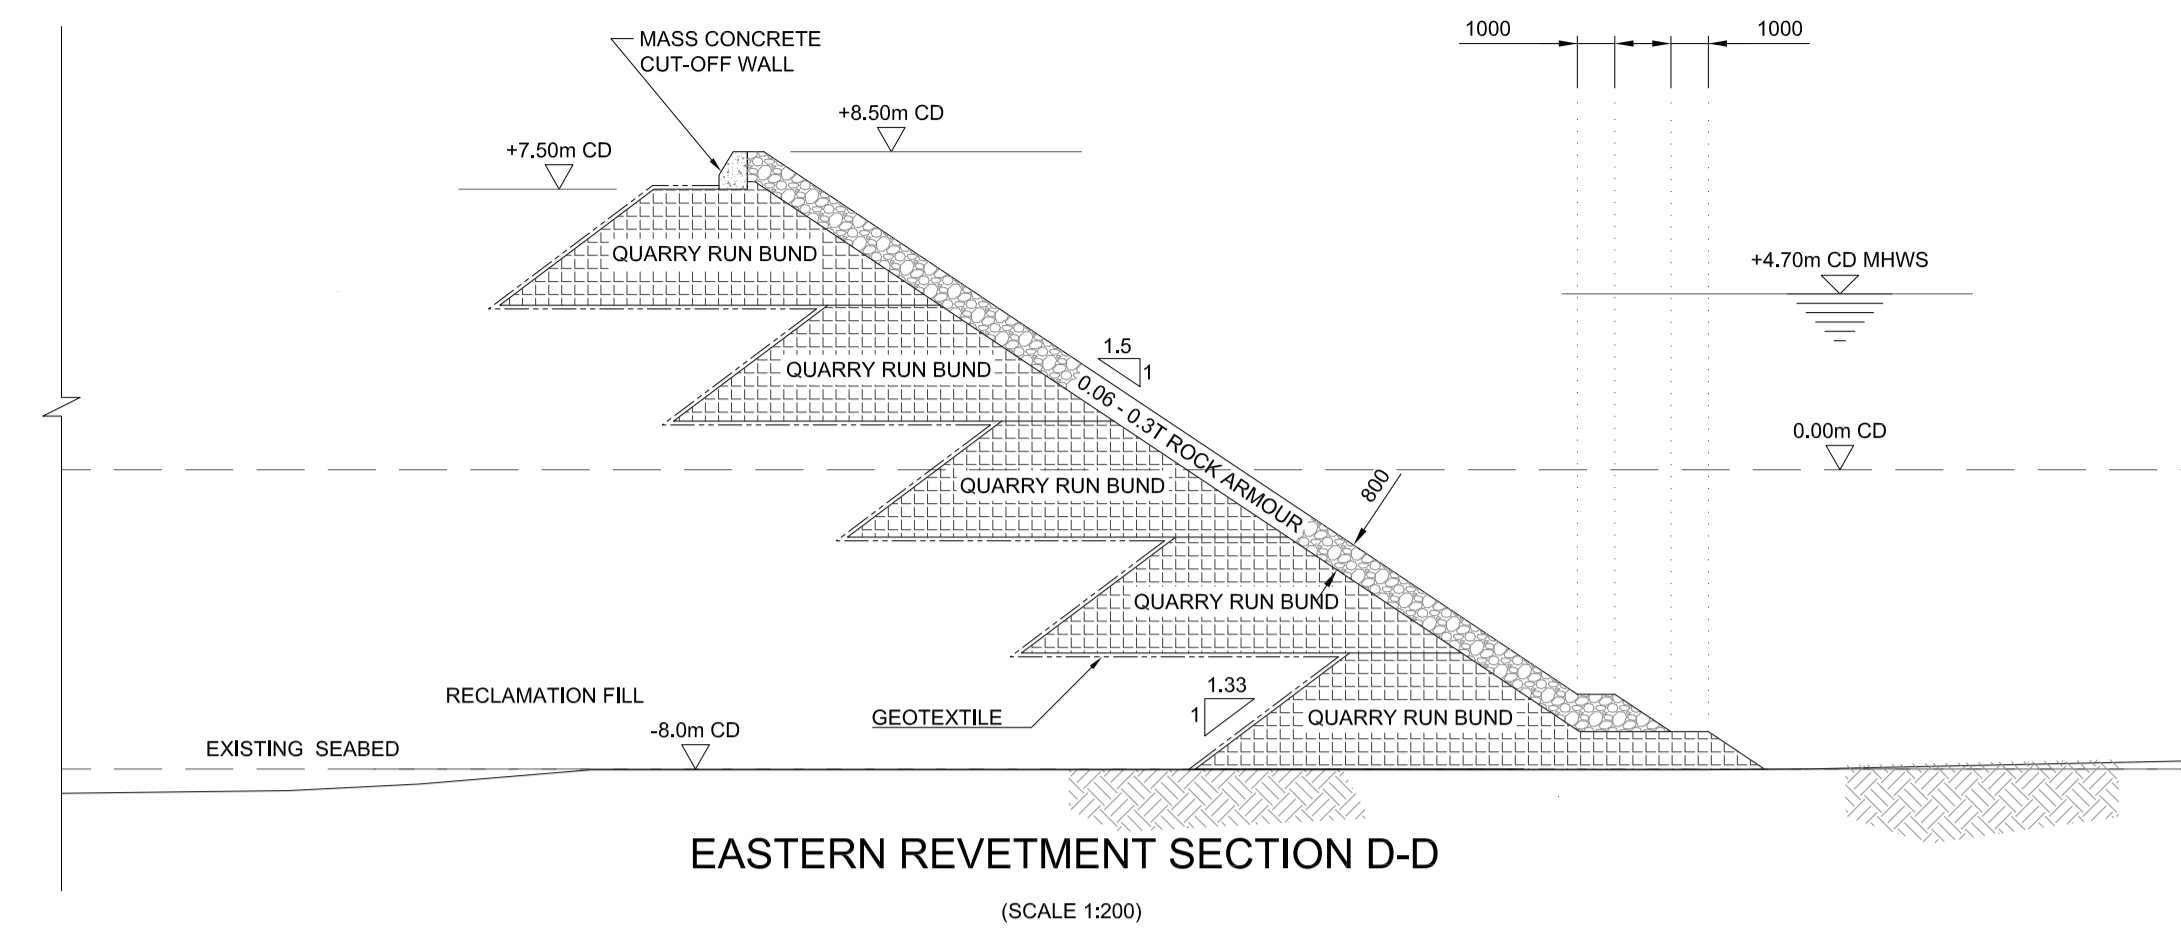 1000
1000
MASS CONCRETE
CUT-OFF WALL
+8.50m CD
+7.50m CD
QUARRY RUN BUND
+4.70m CD MHWS
1.5
1
QUARRY RUN BUND
0.06 - 0.3T ROCK ARMOUR
0.00m CD
QUARRY RUN BUND
800
QUARRY RUN BUND
1.33
1
RECLAMATION FILL
GEOTEXTILE
QUARRY RUN BUND
-8.0m CD
EXISTING SEABED
EASTERN REVETMENT SECTION D-D
(SCALE 1:200)